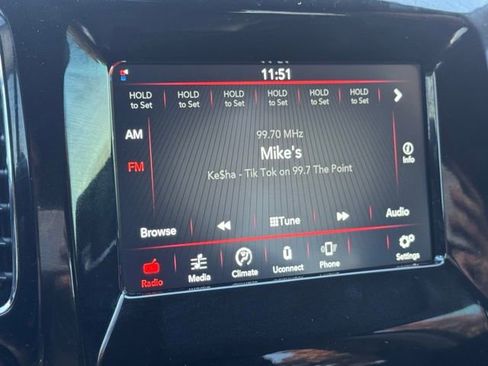 11:51
HOLD to Set HOLD to Set HOLD to Set HOLD to Set HOLD to Set HOLD to Set
AM
99.70 MHz
FM
Mike's
Info
Ke$ha - Tik Tok on 99.7 The Point
Browse Tune Audio
Radio Media Climate Uconnect Phone Settings